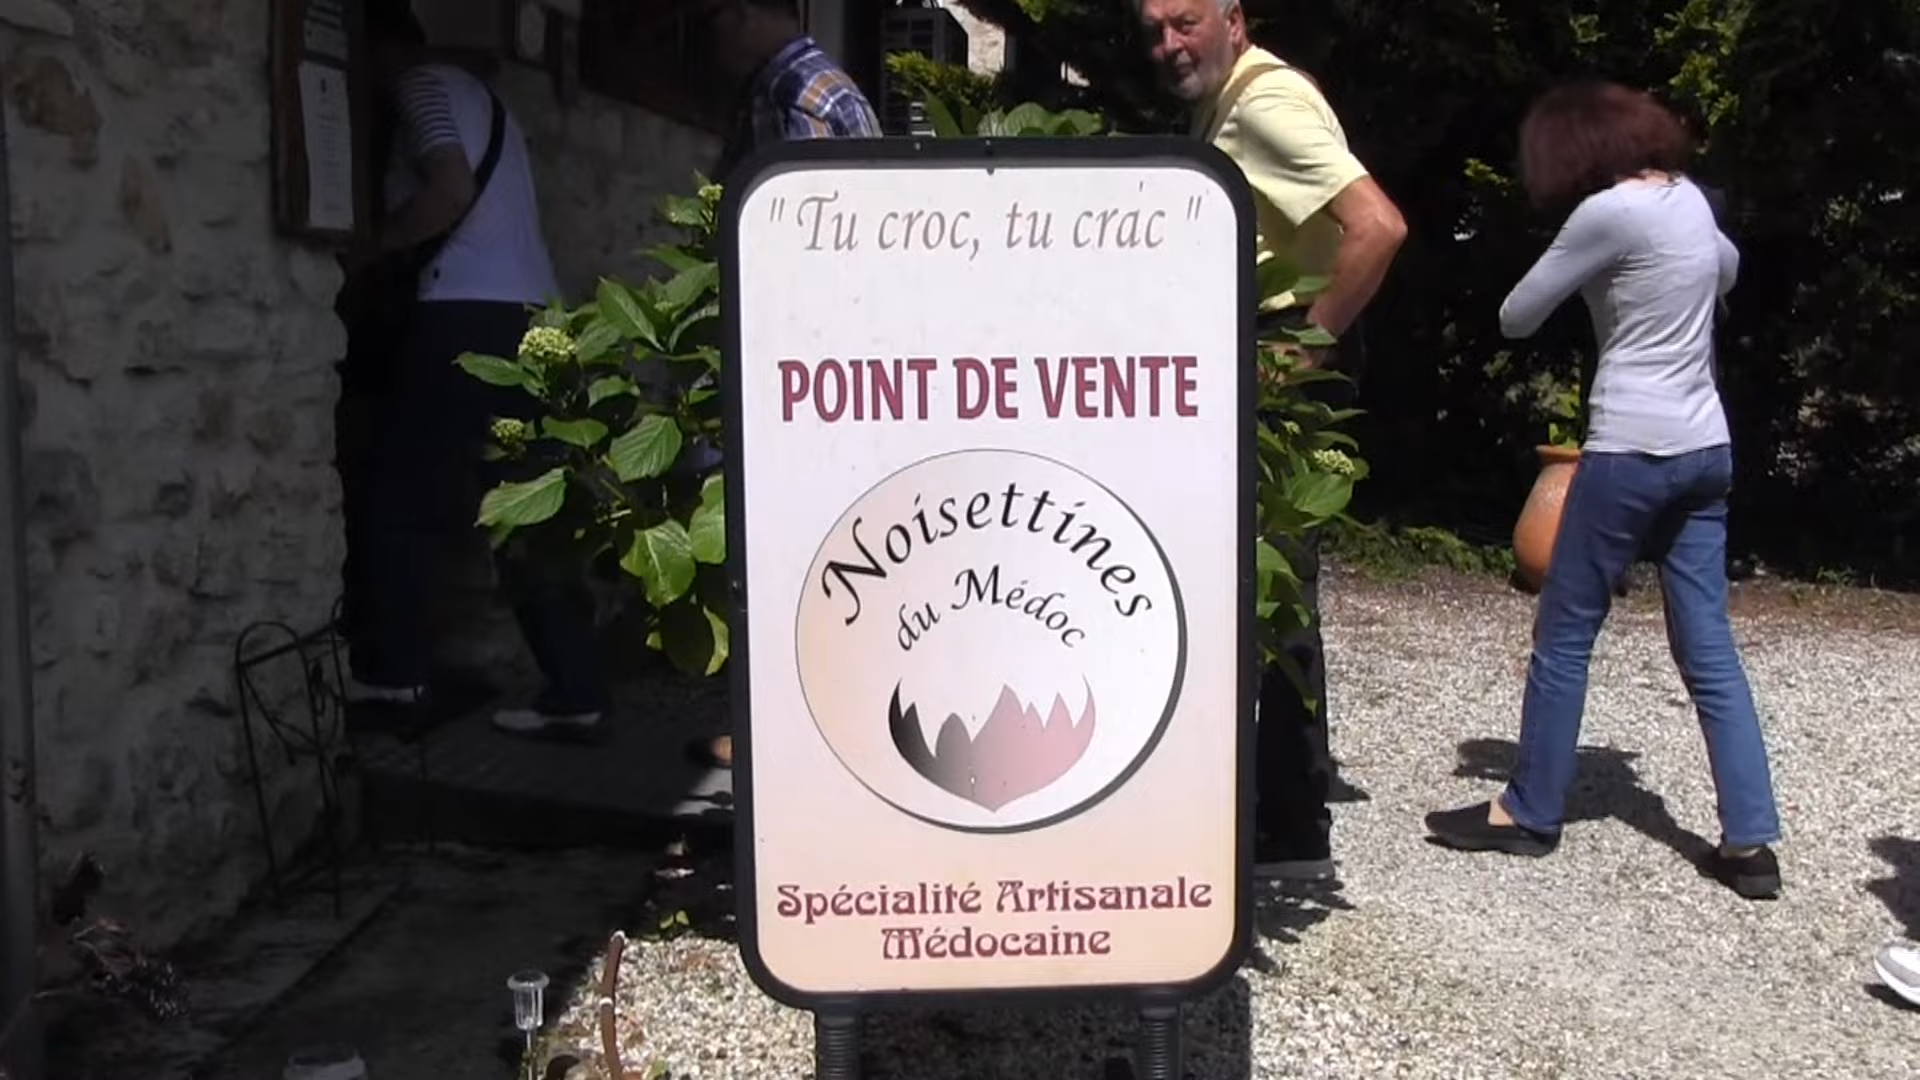 " Tu croc, tu crac "
POINT DE VENTE
Noisettines
du Médoc
Spécialité Artisanale
Médocaine